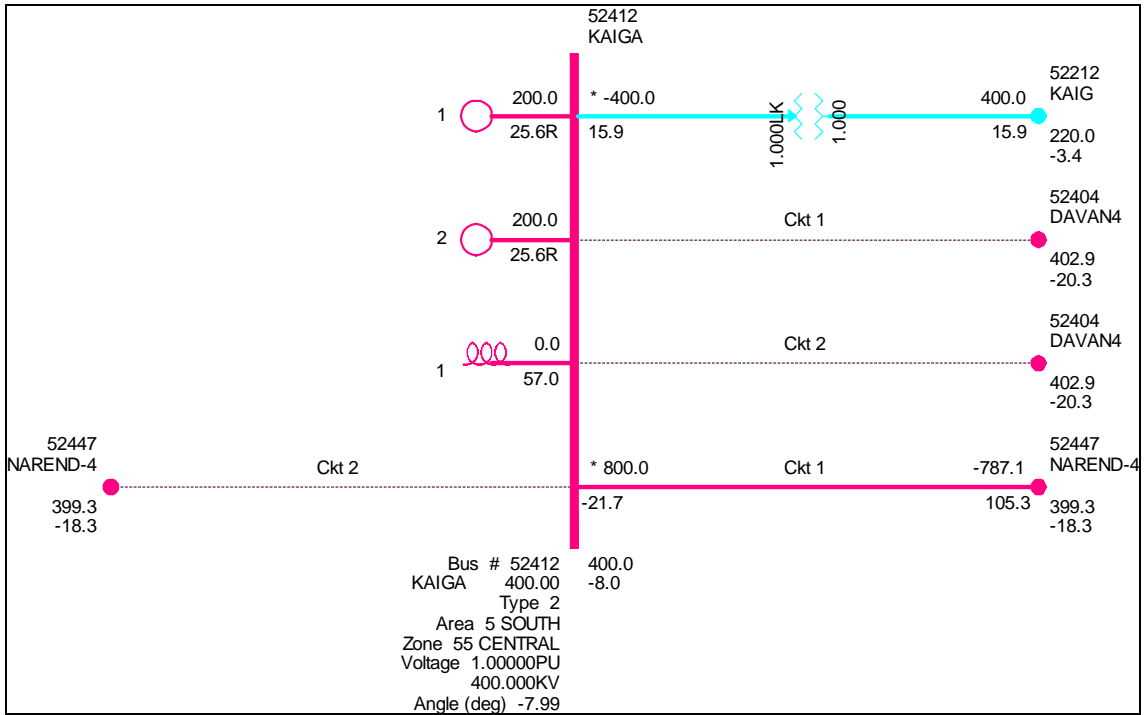 52412
KAIGA
52212
KAIG
1
200.0
25.6R
* -400.0
15.9
1.000LK
1.000
400.0
15.9
220.0
-3.4
52404
DAVAN4
2
200.0
25.6R
Ckt 1
402.9
-20.3
52404
DAVAN4
1
0.0
57.0
Ckt 2
402.9
-20.3
52447
NAREND-4
Ckt 2
399.3
-18.3
* 800.0
-21.7
Ckt 1
-787.1
105.3
52447
NAREND-4
399.3
-18.3
Bus # 52412
KAIGA 400.00
Type 2
Area 5 SOUTH
Zone 55 CENTRAL
Voltage 1.00000PU
400.000KV
Angle (deg) -7.99
400.0
-8.0